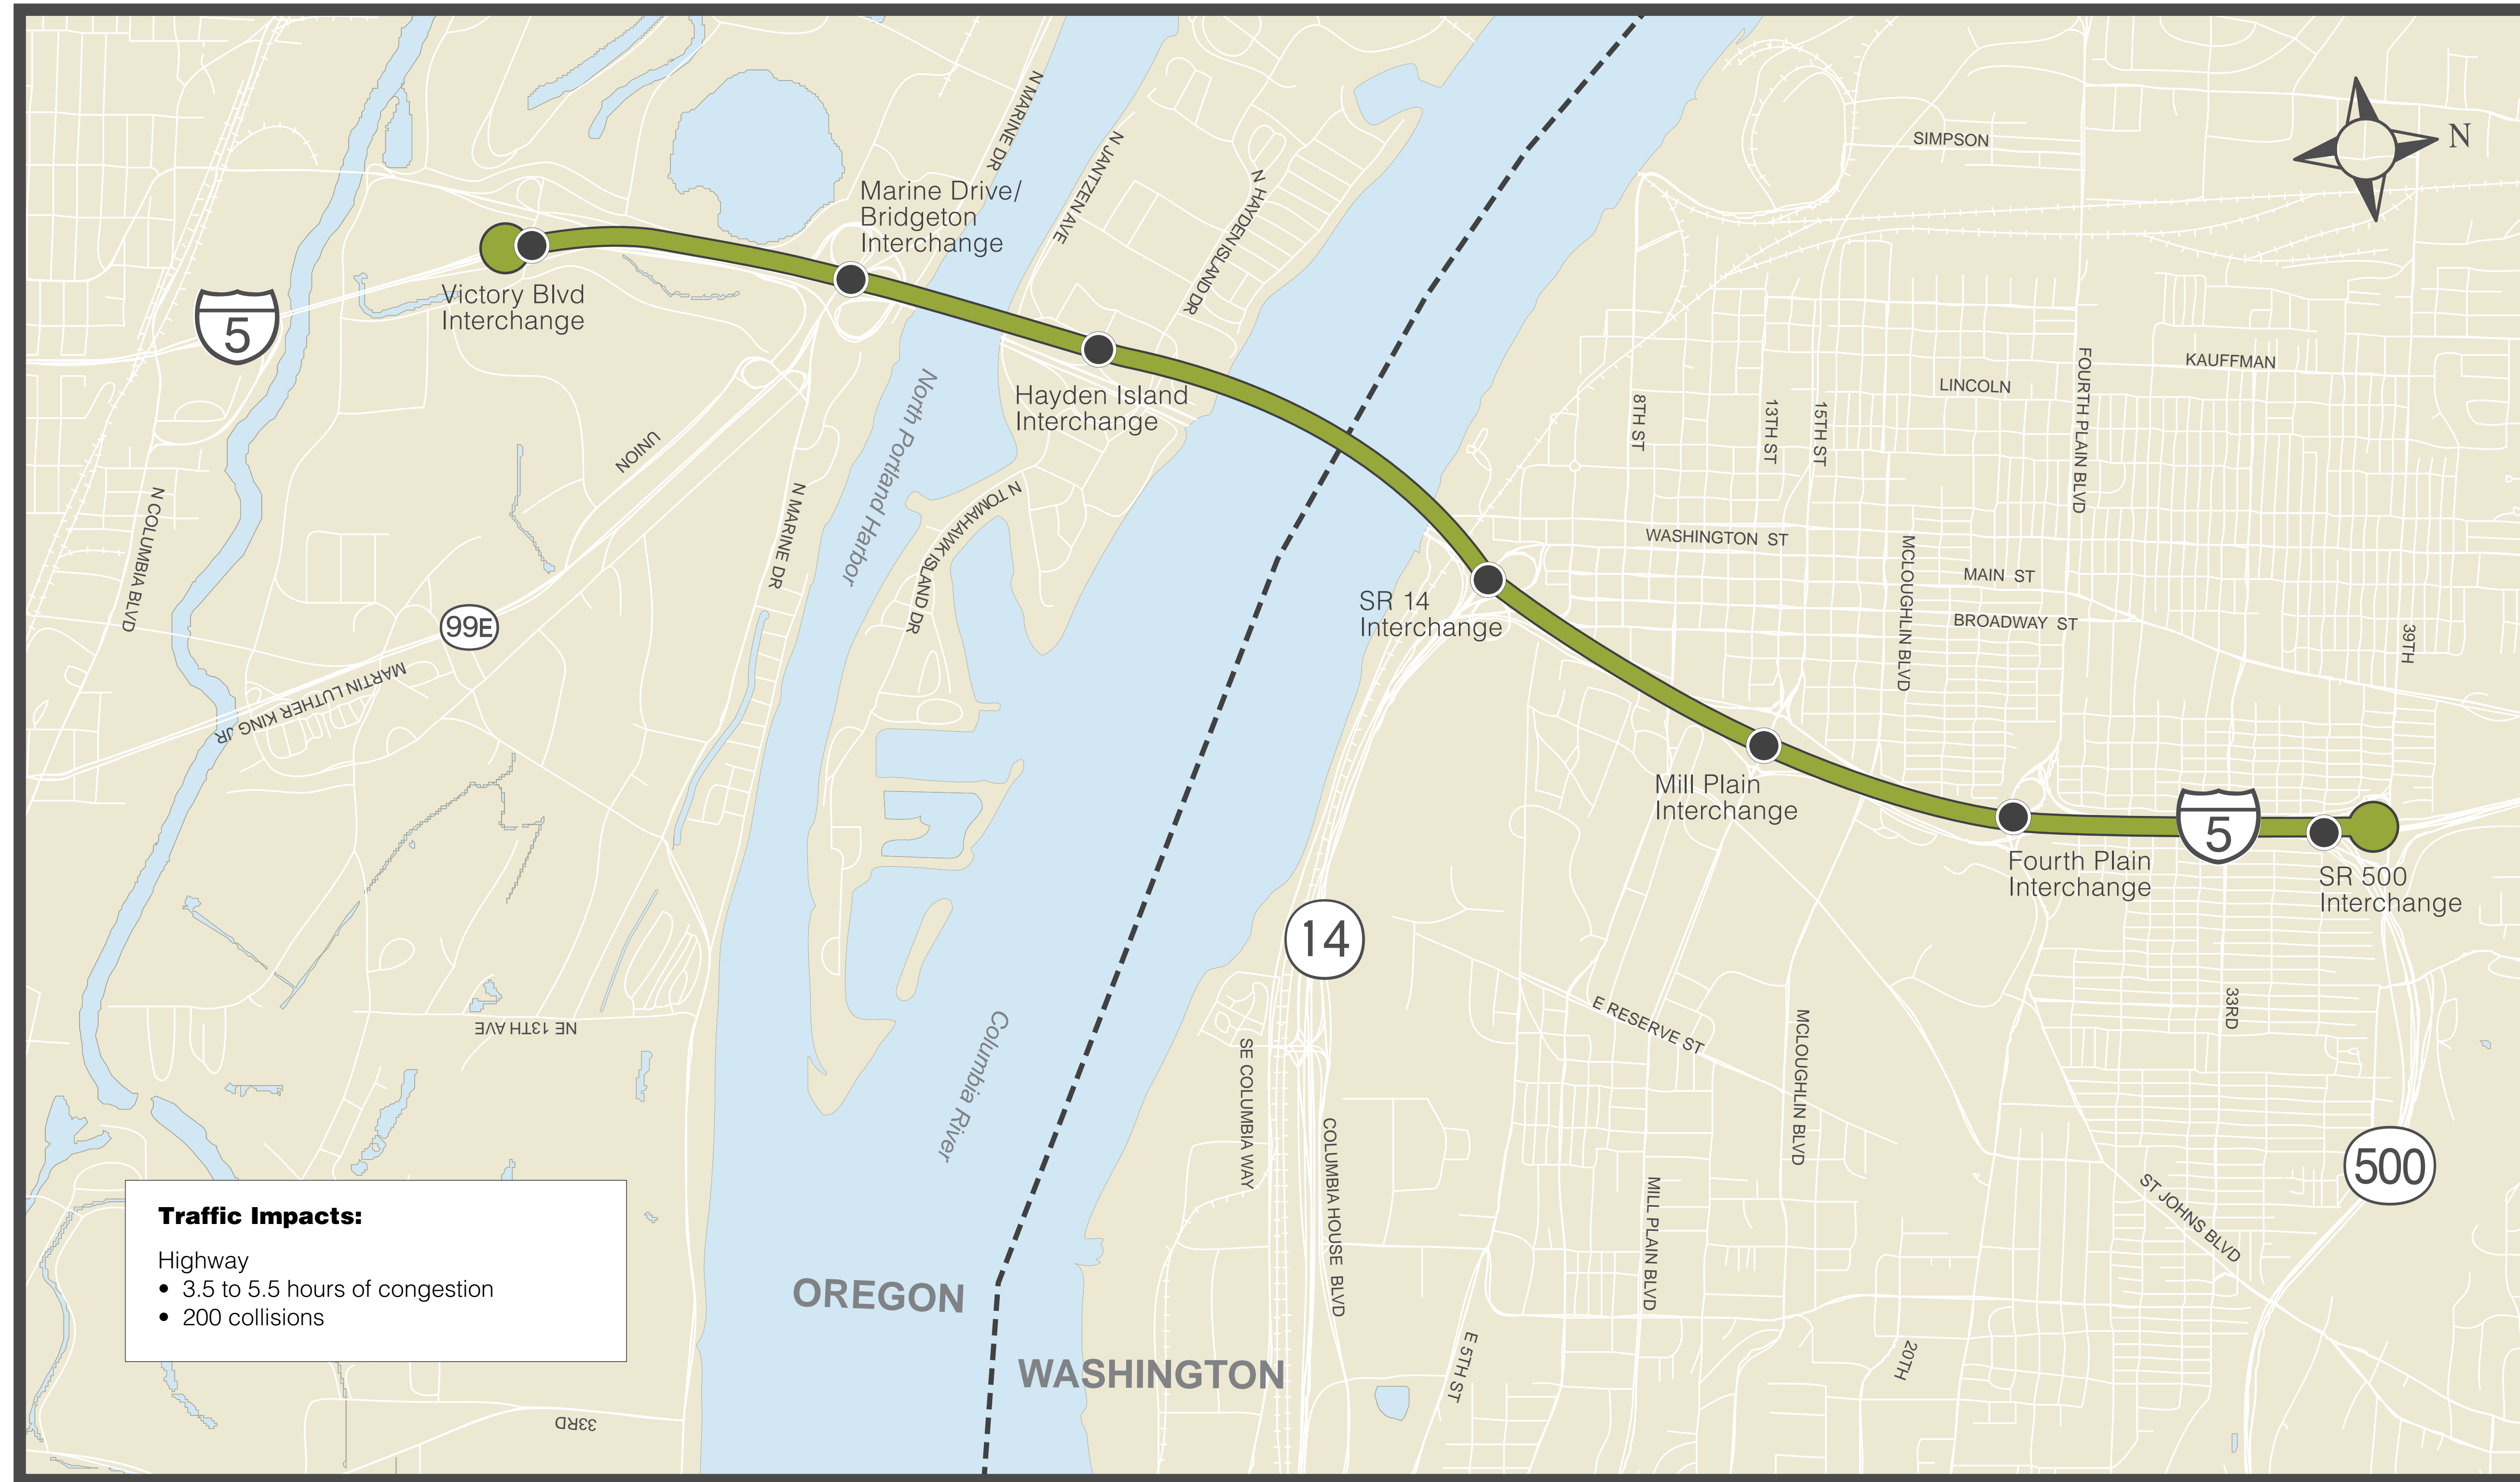 N MARINE DR
N JANTZEN AVE
N HAYDEN ISLAND DR
SIMPSON
N
Marine Drive/
Bridgeton
Interchange
Victory Blvd
Interchange
5
Hayden Island
Interchange
North Portland Harbor
UNION
N COLUMBIA BLVD
N MARINE DR
N TOMAHAWK ISLAND DR
99E
MARTIN LUTHER KING JR
8TH ST
13TH ST
15TH ST
LINCOLN
KAUFFMAN
FOURTH PLAIN BLVD
WASHINGTON ST
MAIN ST
BROADWAY ST
MCLOUGHLIN BLVD
39TH
SR 14
Interchange
Mill Plain
Interchange
Fourth Plain
Interchange
5
SR 500
Interchange
14
NE 13TH AVE
Columbia River
SE COLUMBIA WAY
COLUMBIA HOUSE BLVD
E RESERVE ST
MCLOUGHLIN BLVD
33RD
MILL PLAIN BLVD
ST JOHNS BLVD
500
E 5TH ST
20TH
Traffic Impacts:
Highway
• 3.5 to 5.5 hours of congestion
• 200 collisions
OREGON
WASHINGTON
33RD